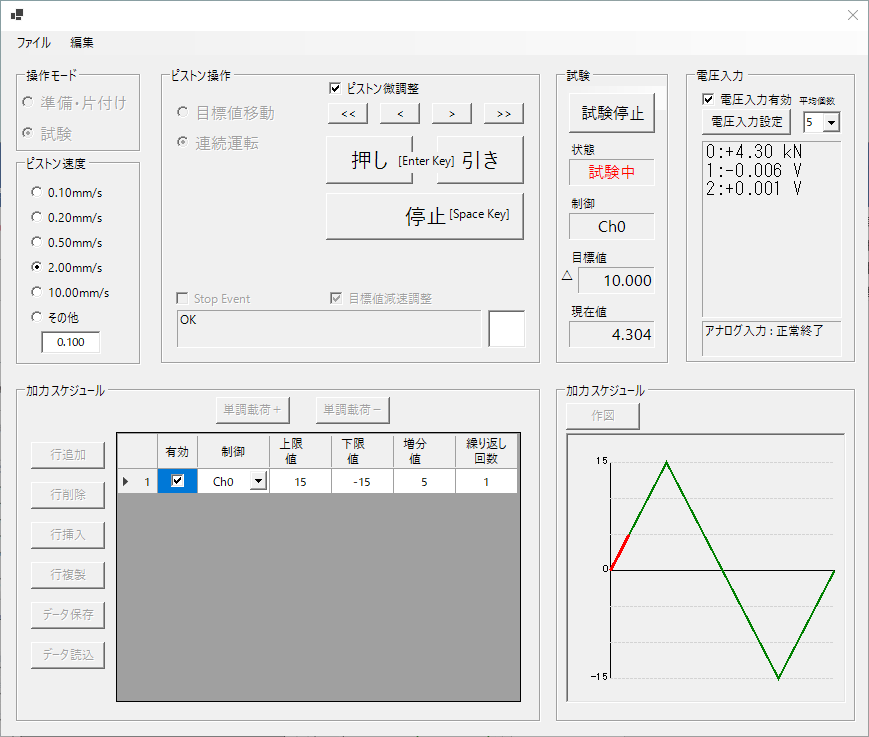 ファイル 編集
操作モード
準備・片付け
試験
ピストン速度
0.10mm/s
0.20mm/s
0.50mm/s
2.00mm/s
10.00mm/s
その他
0.100
ピストン操作
ピストン微調整
目標値移動
連続運転
<< < > >>
押し [Enter Key] 引き
停止 [Space Key]
Stop Event
目標値減速調整
OK
試験
試験停止
状態
試験中
制御
Ch0
目標値
△ 10.000
現在値
4.304
電圧入力
電圧入力有効 平均個数
電圧入力設定 5
0:+4.30 kN
1:-0.006 V
2:+0.001 V
アナログ入力 : 正常終了
加力スケジュール
単調載荷+ 単調載荷-
行追加
行削除
行挿入
行複製
データ保存
データ読込
有効 制御 上限値 下限値 増分値 繰り返し回数
1 Ch0 15 -15 5 1
加力スケジュール
作図
15
0
-15